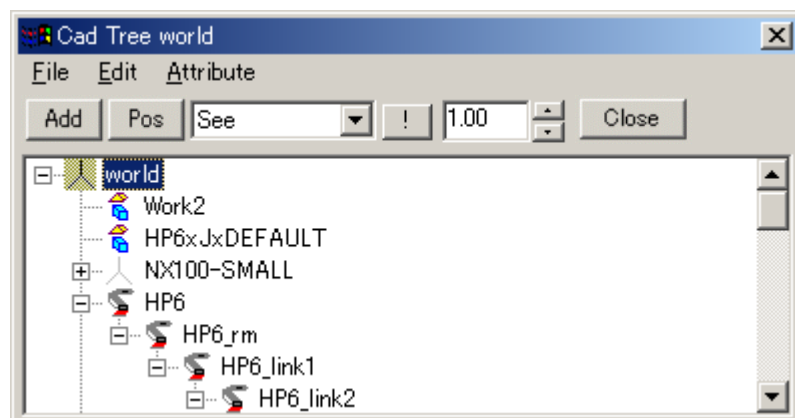 Cad Tree world
File Edit Attribute
Add Pos See ! 1.00 Close
world
Work2
HP6xJxDEFAULT
NX100-SMALL
HP6
HP6_rm
HP6_link1
HP6_link2